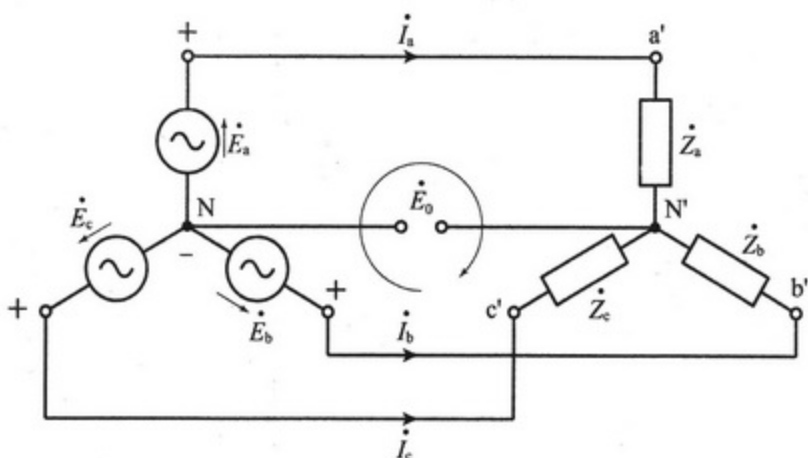 +
İa
a'
Ėa
Ża
Ė0
N
N'
Ėc
Żb
−
+
+
c'
Żc
b'
Ėb
İb
İc